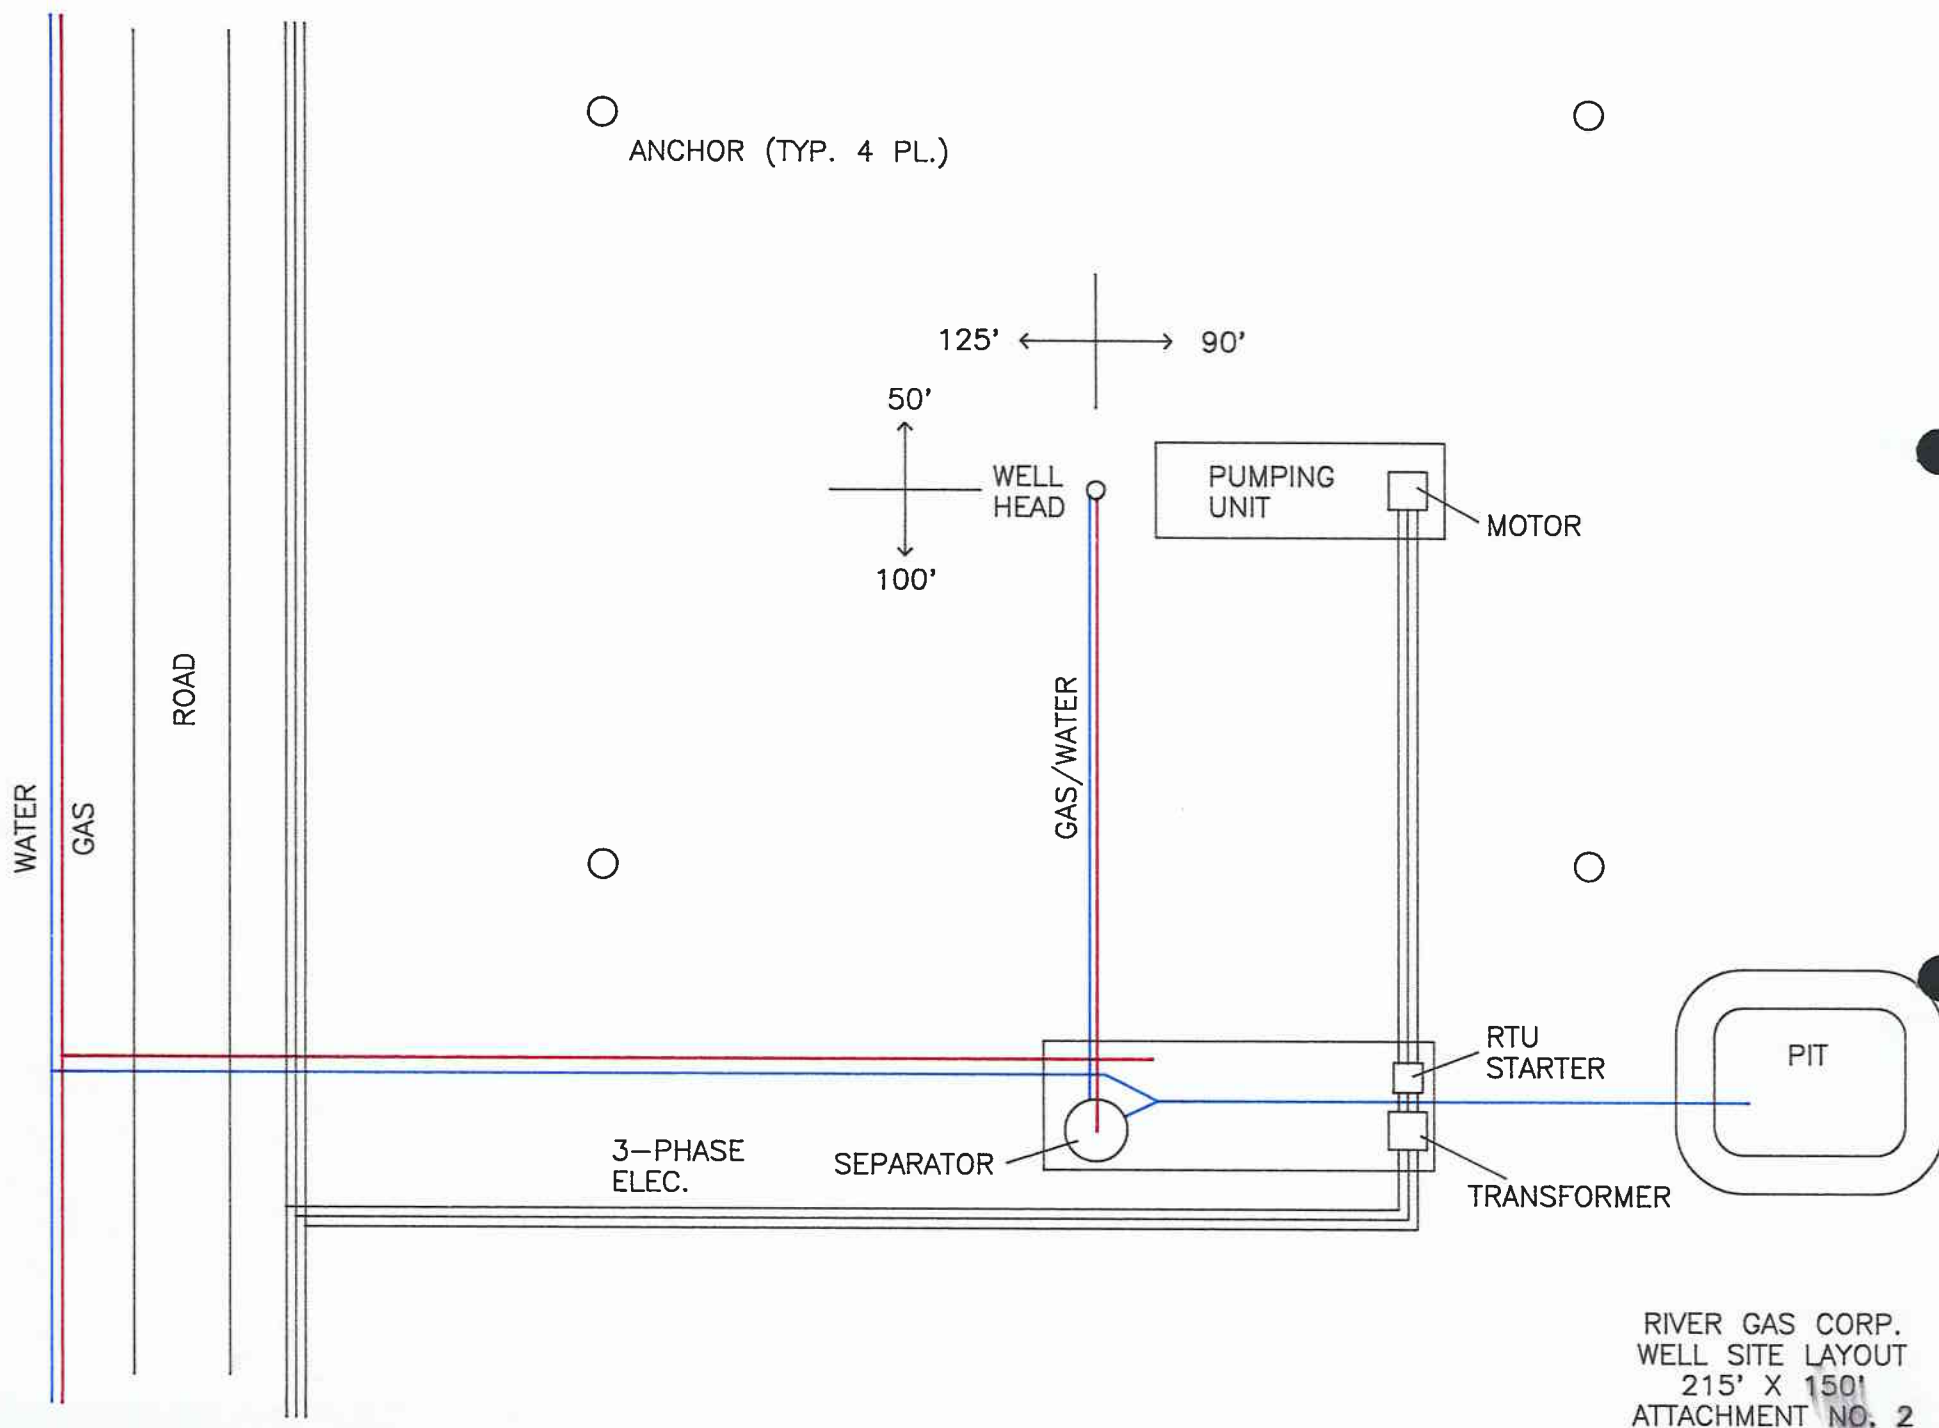 ANCHOR (TYP. 4 PL.)
125'
90'
50'
WELL
HEAD
100'
PUMPING
UNIT
MOTOR
ROAD
WATER
GAS
GAS/WATER
RTU
STARTER
PIT
3-PHASE
ELEC.
SEPARATOR
TRANSFORMER
RIVER GAS CORP.
WELL SITE LAYOUT
215' X 150'
ATTACHMENT NO. 2